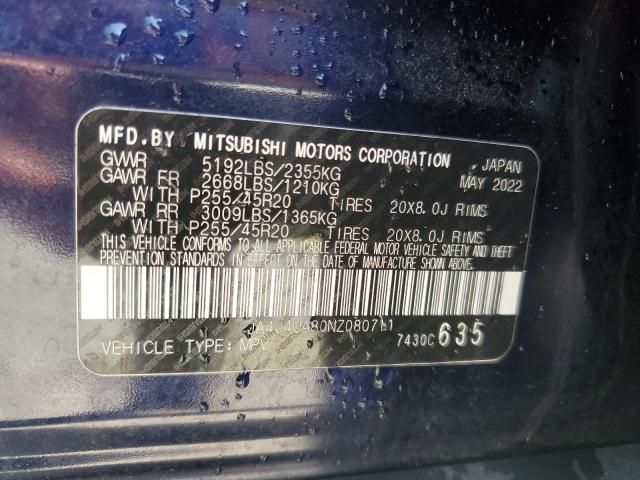 MFD.BY MITSUBISHI MOTORS CORPORATION
GVWR 5192LBS/2355KG JAPAN
GAWR FR 2668LBS/1210KG MAY 2022
WITH P255/45R20 TIRES 20X8.0J RIMS
GAWR RR 3009LBS/1365KG
WITH P255/45R20 TIRES 20X8.0J RIMS
THIS VEHICLE CONFORMS TO ALL APPLICABLE FEDERAL MOTOR VEHICLE SAFETY AND THEFT
PREVENTION STANDARDS IN EFFECT ON THE DATE OF MANUFACTURE SHOWN ABOVE.
VEHICLE TYPE: MPV 7430C 635